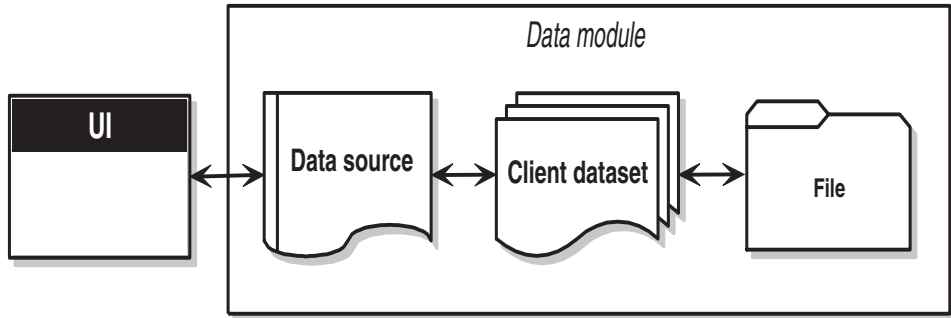 Data module
UI
Data source
Client dataset
File